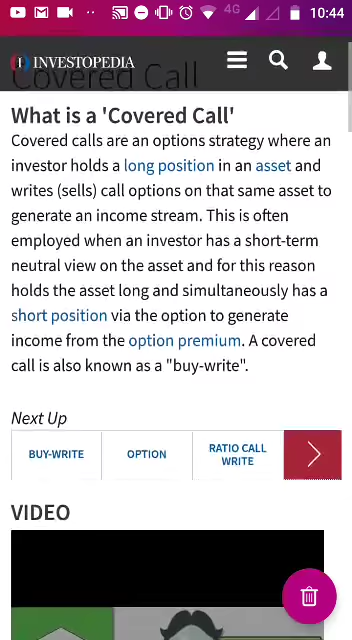 4G
10:44
INVESTOPEDIA
Covered Call
What is a 'Covered Call'
Covered calls are an options strategy where an
investor holds a long position in an asset and
writes (sells) call options on that same asset to
generate an income stream. This is often
employed when an investor has a short-term
neutral view on the asset and for this reason
holds the asset long and simultaneously has a
short position via the option to generate
income from the option premium. A covered
call is also known as a "buy-write".
Next Up
BUY-WRITE
OPTION
RATIO CALL
WRITE
VIDEO